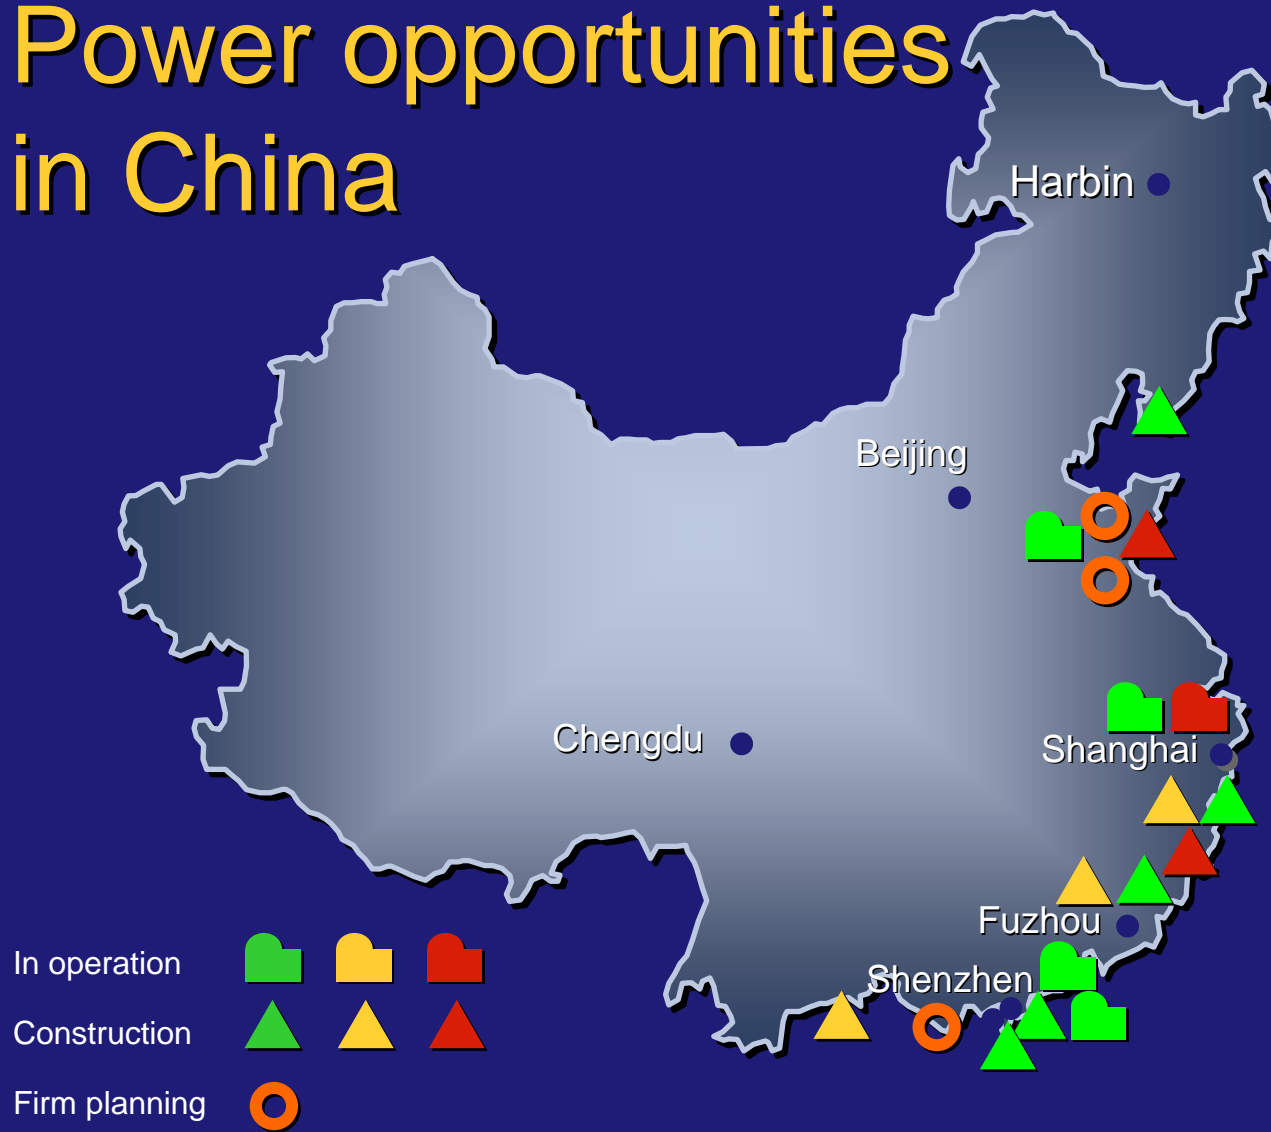 Power opportunities
in China
Harbin
Beijing
Chengdu
Shanghai
Fuzhou
Shenzhen
In operation
Construction
Firm planning